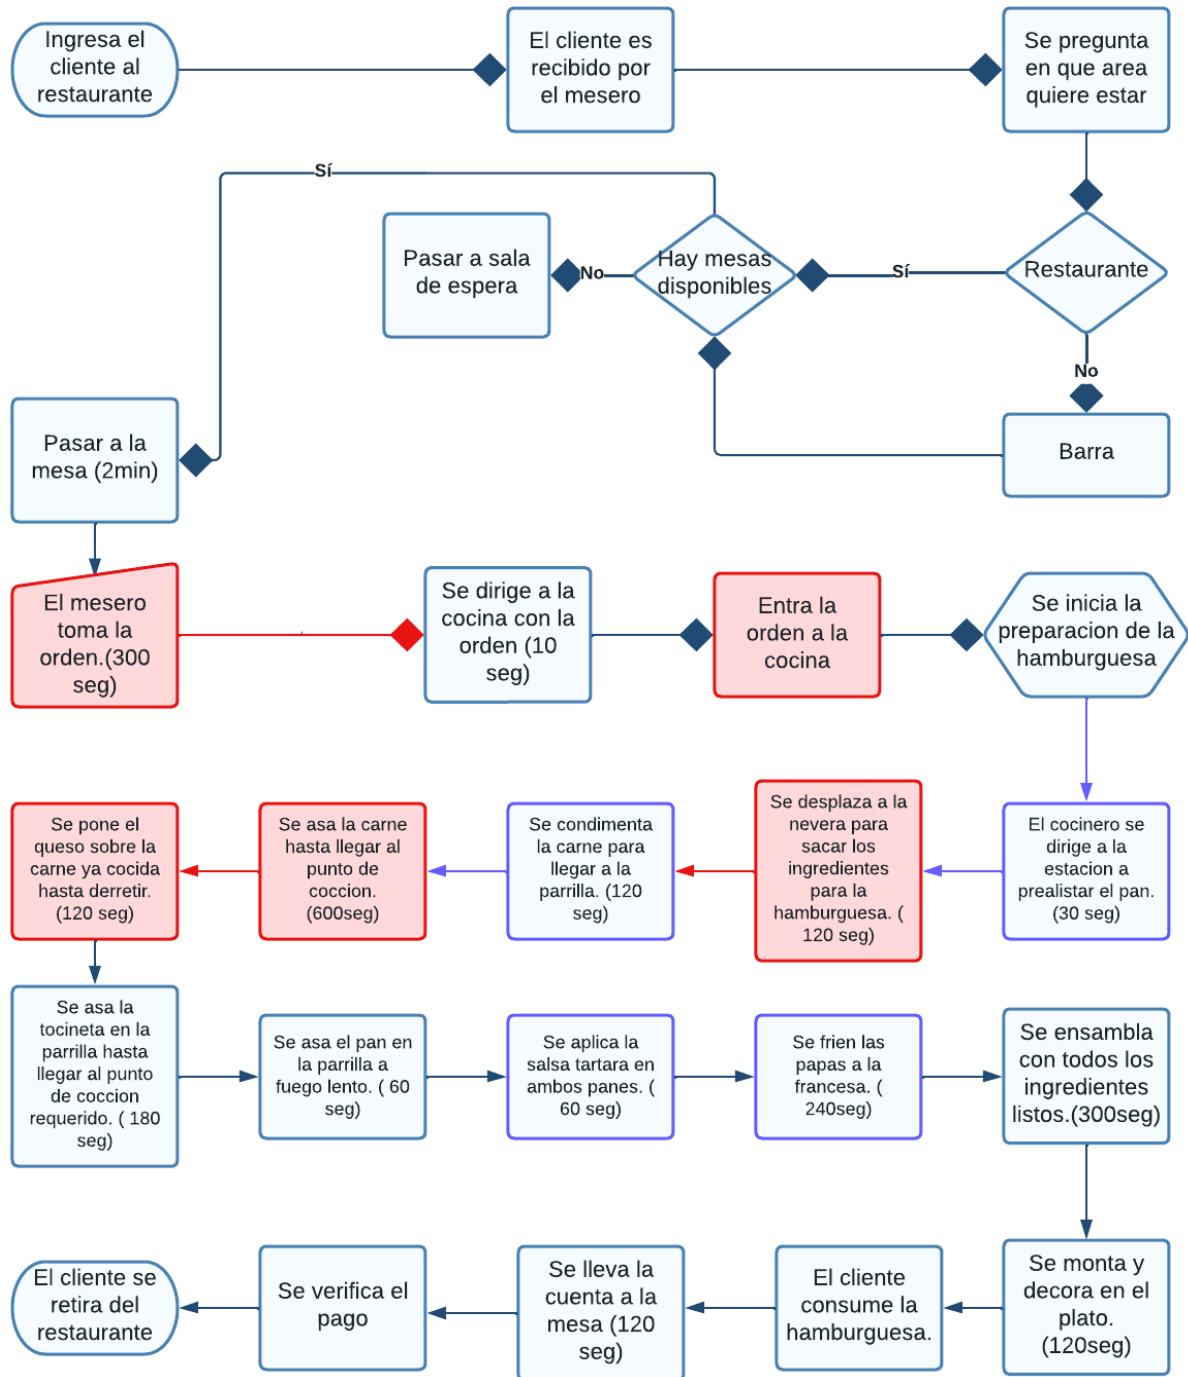 Ingresa el
cliente al
restaurante
El cliente es
recibido por
el mesero
Se pregunta
en que area
quiere estar
Sí
Pasar a sala
de espera
No
Hay mesas
disponibles
Sí
Restaurante
No
Barra
Pasar a la
mesa (2min)
El mesero
toma la
orden.(300
seg)
Se dirige a la
cocina con la
orden (10
seg)
Entra la
orden a la
cocina
Se inicia la
preparacion de la
hamburguesa
El cocinero se
dirige a la
estacion a
prealistar el pan.
(30 seg)
Se desplaza a la
nevera para
sacar los
ingredientes
para la
hamburguesa. (
120 seg)
Se condimenta
la carne para
llegar a la
parrilla. (120
seg)
Se asa la carne
hasta llegar al
punto de
coccion.
(600seg)
Se pone el
queso sobre la
carne ya cocida
hasta derretir.
(120 seg)
Se asa la
tocineta en la
parrilla hasta
llegar al punto
de coccion
requerido. ( 180
seg)
Se asa el pan en
la parrilla a
fuego lento. ( 60
seg)
Se aplica la
salsa tartara en
ambos panes. (
60 seg)
Se frien las
papas a la
francesa. (
240seg)
Se ensambla
con todos los
ingredientes
listos.(300seg)
Se monta y
decora en el
plato.
(120seg)
El cliente
consume la
hamburguesa.
Se lleva la
cuenta a la
mesa (120
seg)
Se verifica el
pago
El cliente se
retira del
restaurante